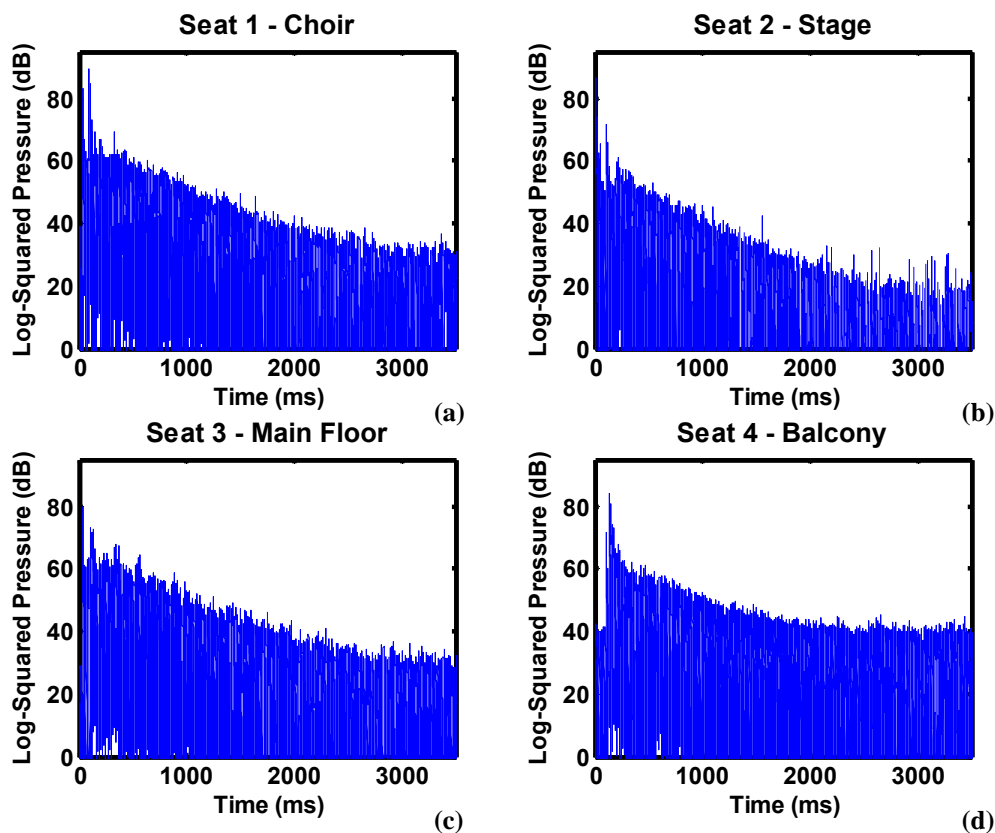 Seat 1 - Choir
Log-Squared Pressure (dB)
80
60
40
20
0
0 1000 2000 3000
Time (ms)
(a)
Seat 2 - Stage
Log-Squared Pressure (dB)
80
60
40
20
0
0 1000 2000 3000
Time (ms)
(b)
Seat 3 - Main Floor
Log-Squared Pressure (dB)
80
60
40
20
0
0 1000 2000 3000
Time (ms)
(c)
Seat 4 - Balcony
Log-Squared Pressure (dB)
80
60
40
20
0
0 1000 2000 3000
Time (ms)
(d)